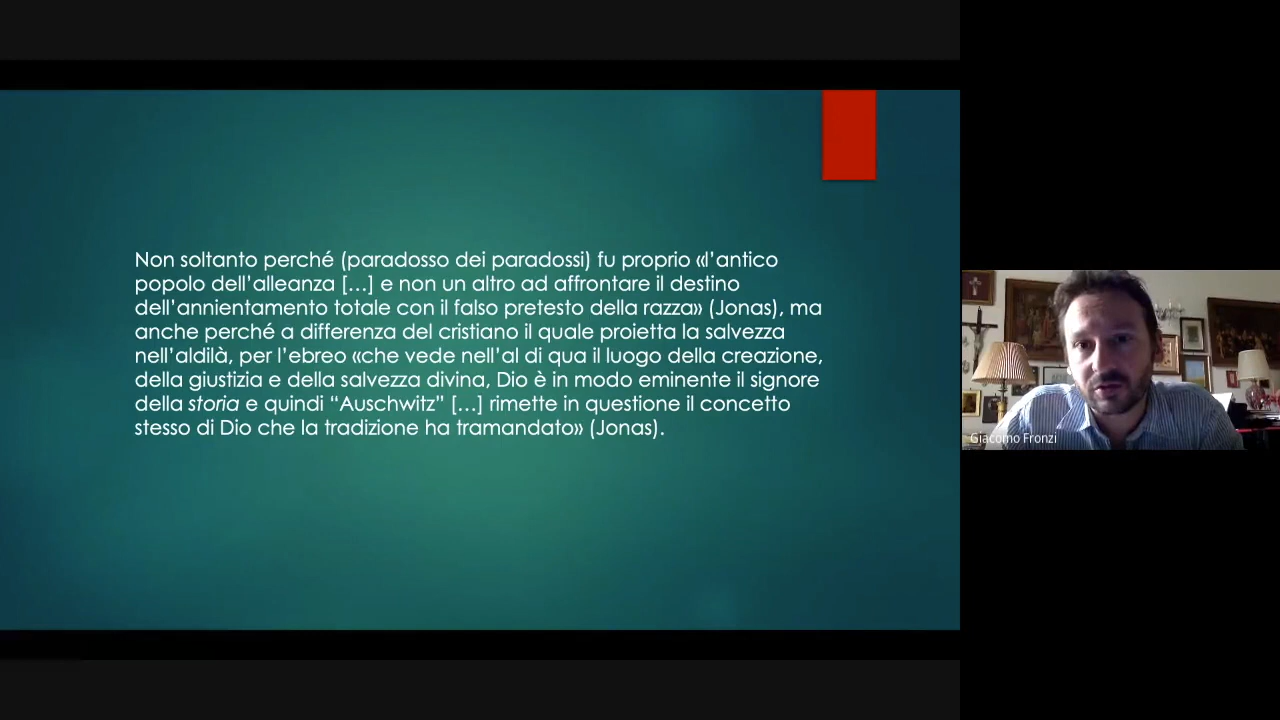 Non soltanto perché (paradosso dei paradossi) fu proprio «l’antico
popolo dell’alleanza […] e non un altro ad affrontare il destino
dell’annientamento totale con il falso pretesto della razza» (Jonas), ma
anche perché a differenza del cristiano il quale proietta la salvezza
nell’aldilà, per l’ebreo «che vede nell’al di qua il luogo della creazione,
della giustizia e della salvezza divina, Dio è in modo eminente il signore
della storia e quindi “Auschwitz” […] rimette in questione il concetto
stesso di Dio che la tradizione ha tramandato» (Jonas).
Giacomo Fronzi